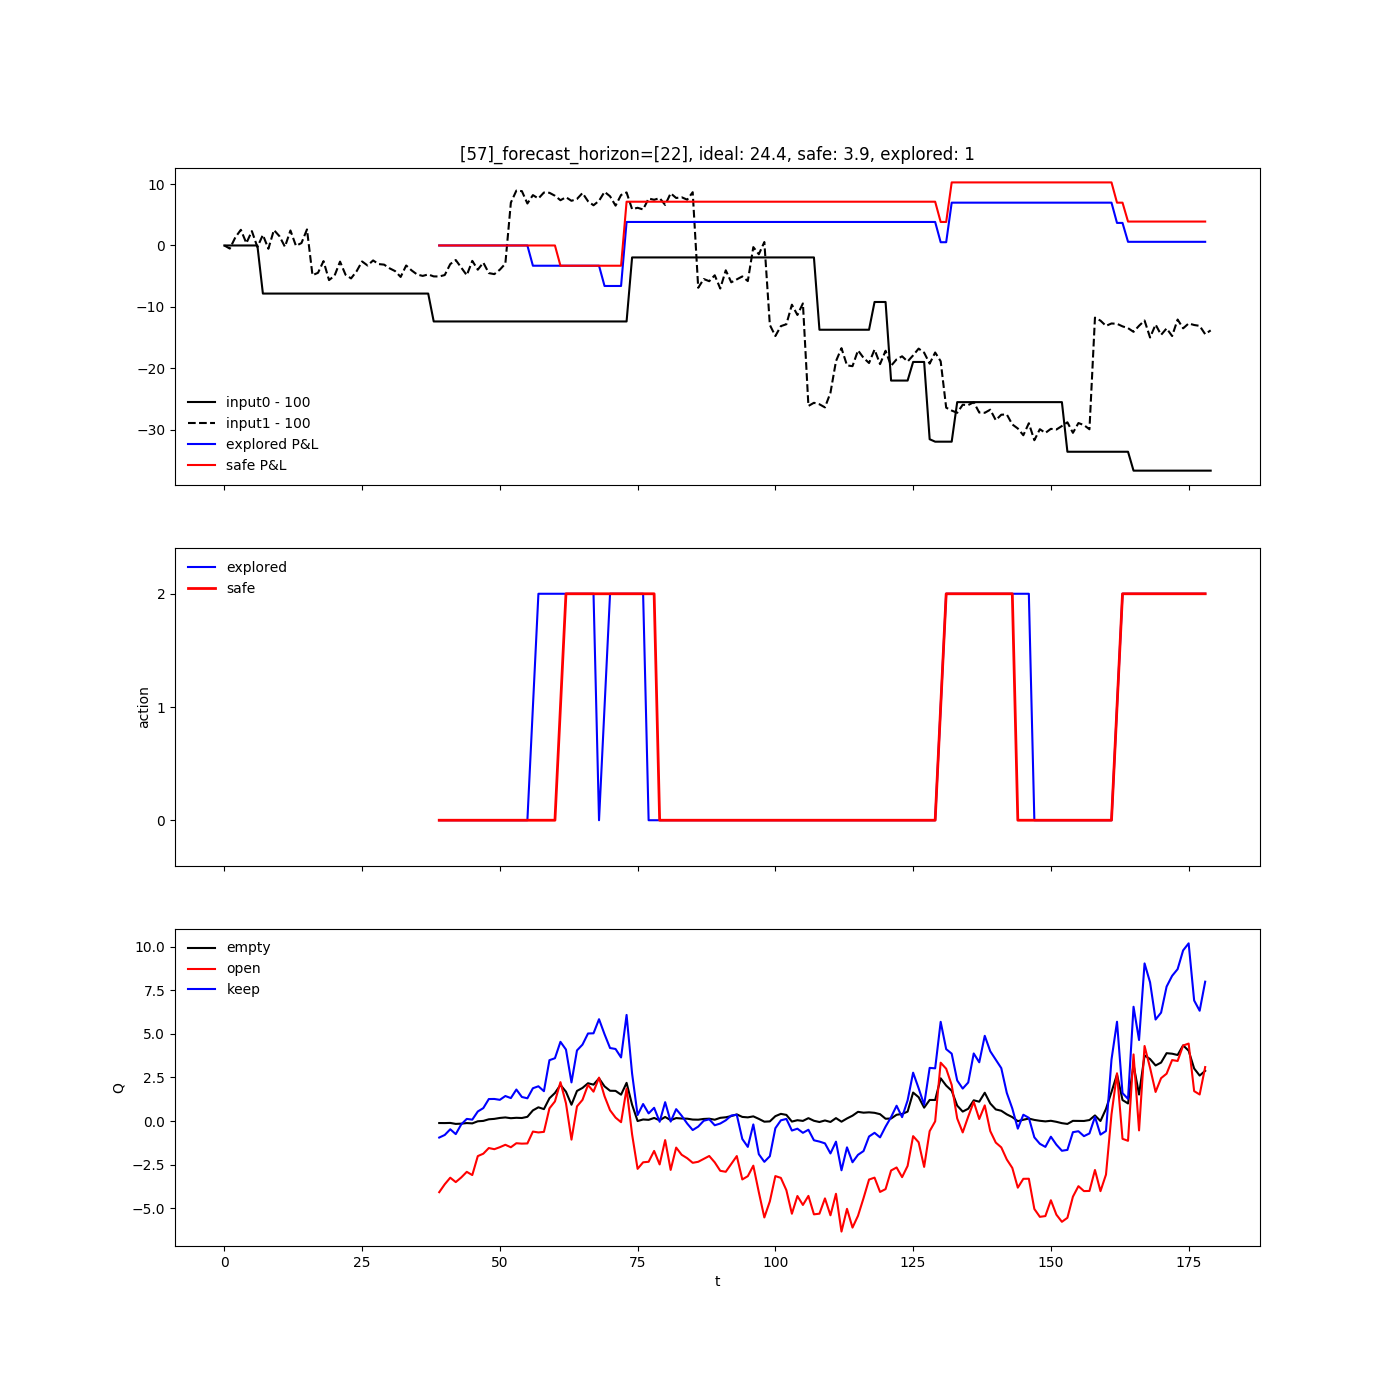 [57]_forecast_horizon=[22], ideal: 24.4, safe: 3.9, explored: 1
10
0
−10
−20
−30
input0 - 100
input1 - 100
explored P&L
safe P&L
explored
safe
2
1
0
action
empty
open
keep
10.0
7.5
5.0
2.5
0.0
−2.5
−5.0
Q
0
25
50
75
100
125
150
175
t